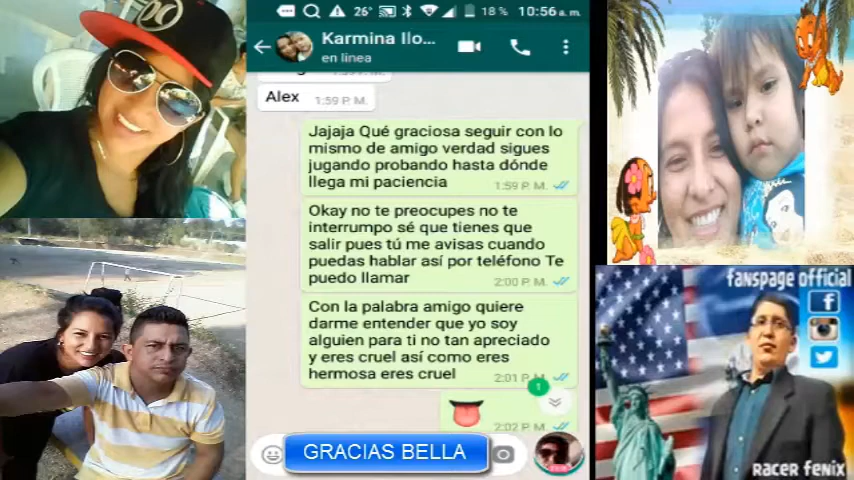 26° 18 % 10:56 a. m.
Karmina Ilo...
en línea
Alex 1:59 P. M.
Jajaja Qué graciosa seguir con lo
mismo de amigo verdad sigues
jugando probando hasta dónde
llega mi paciencia
1:59 P. M.
Okay no te preocupes no te
interrumpo sé que tienes que
salir pues tú me avisas cuando
puedas hablar así por teléfono Te
puedo llamar
2:00 P. M.
Con la palabra amigo quiere
darme entender que yo soy
alguien para ti no tan apreciado
y eres cruel así como eres
hermosa eres cruel
2:01 P. M.
1
2:02 P. M.
GRACIAS BELLA
fanspage official
RACER FENIX